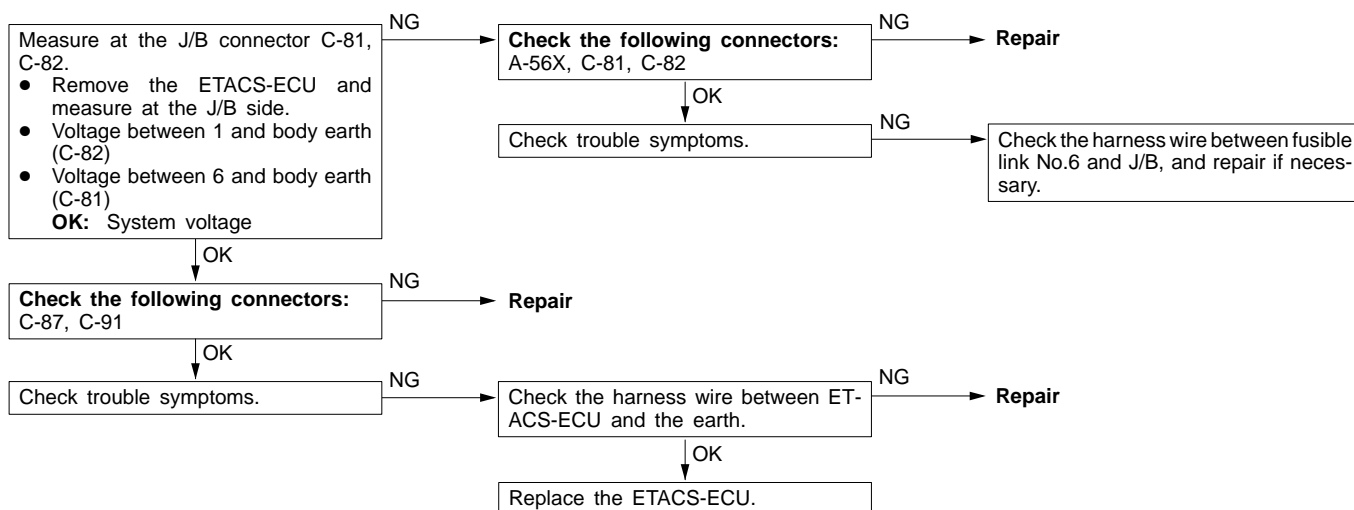 Measure at the J/B connector C-81,
C-82.
● Remove the ETACS-ECU and
measure at the J/B side.
● Voltage between 1 and body earth
(C-82)
● Voltage between 6 and body earth
(C-81)
OK: System voltage
NG
Check the following connectors:
A-56X, C-81, C-82
NG
Repair
OK
Check trouble symptoms.
NG
Check the harness wire between fusible
link No.6 and J/B, and repair if neces-
sary.
OK
Check the following connectors:
C-87, C-91
NG
Repair
OK
Check trouble symptoms.
NG
Check the harness wire between ET-
ACS-ECU and the earth.
NG
Repair
OK
Replace the ETACS-ECU.